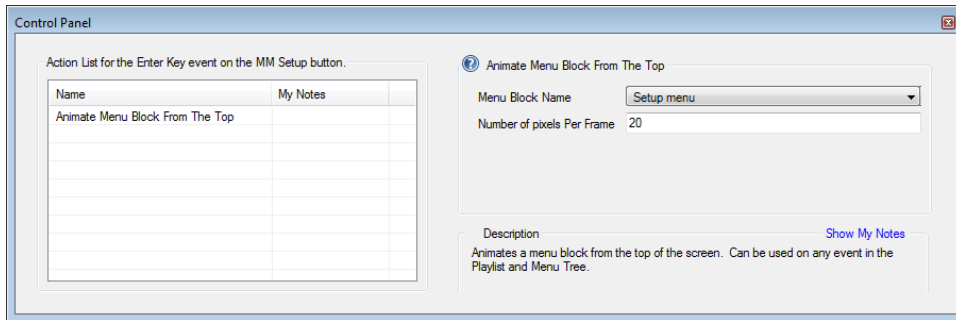 Control Panel
Action List for the Enter Key event on the MM Setup button.
Name My Notes
Animate Menu Block From The Top
Animate Menu Block From The Top
Menu Block Name Setup menu
Number of pixels Per Frame 20
Description Show My Notes
Animates a menu block from the top of the screen. Can be used on any event in the
Playlist and Menu Tree.